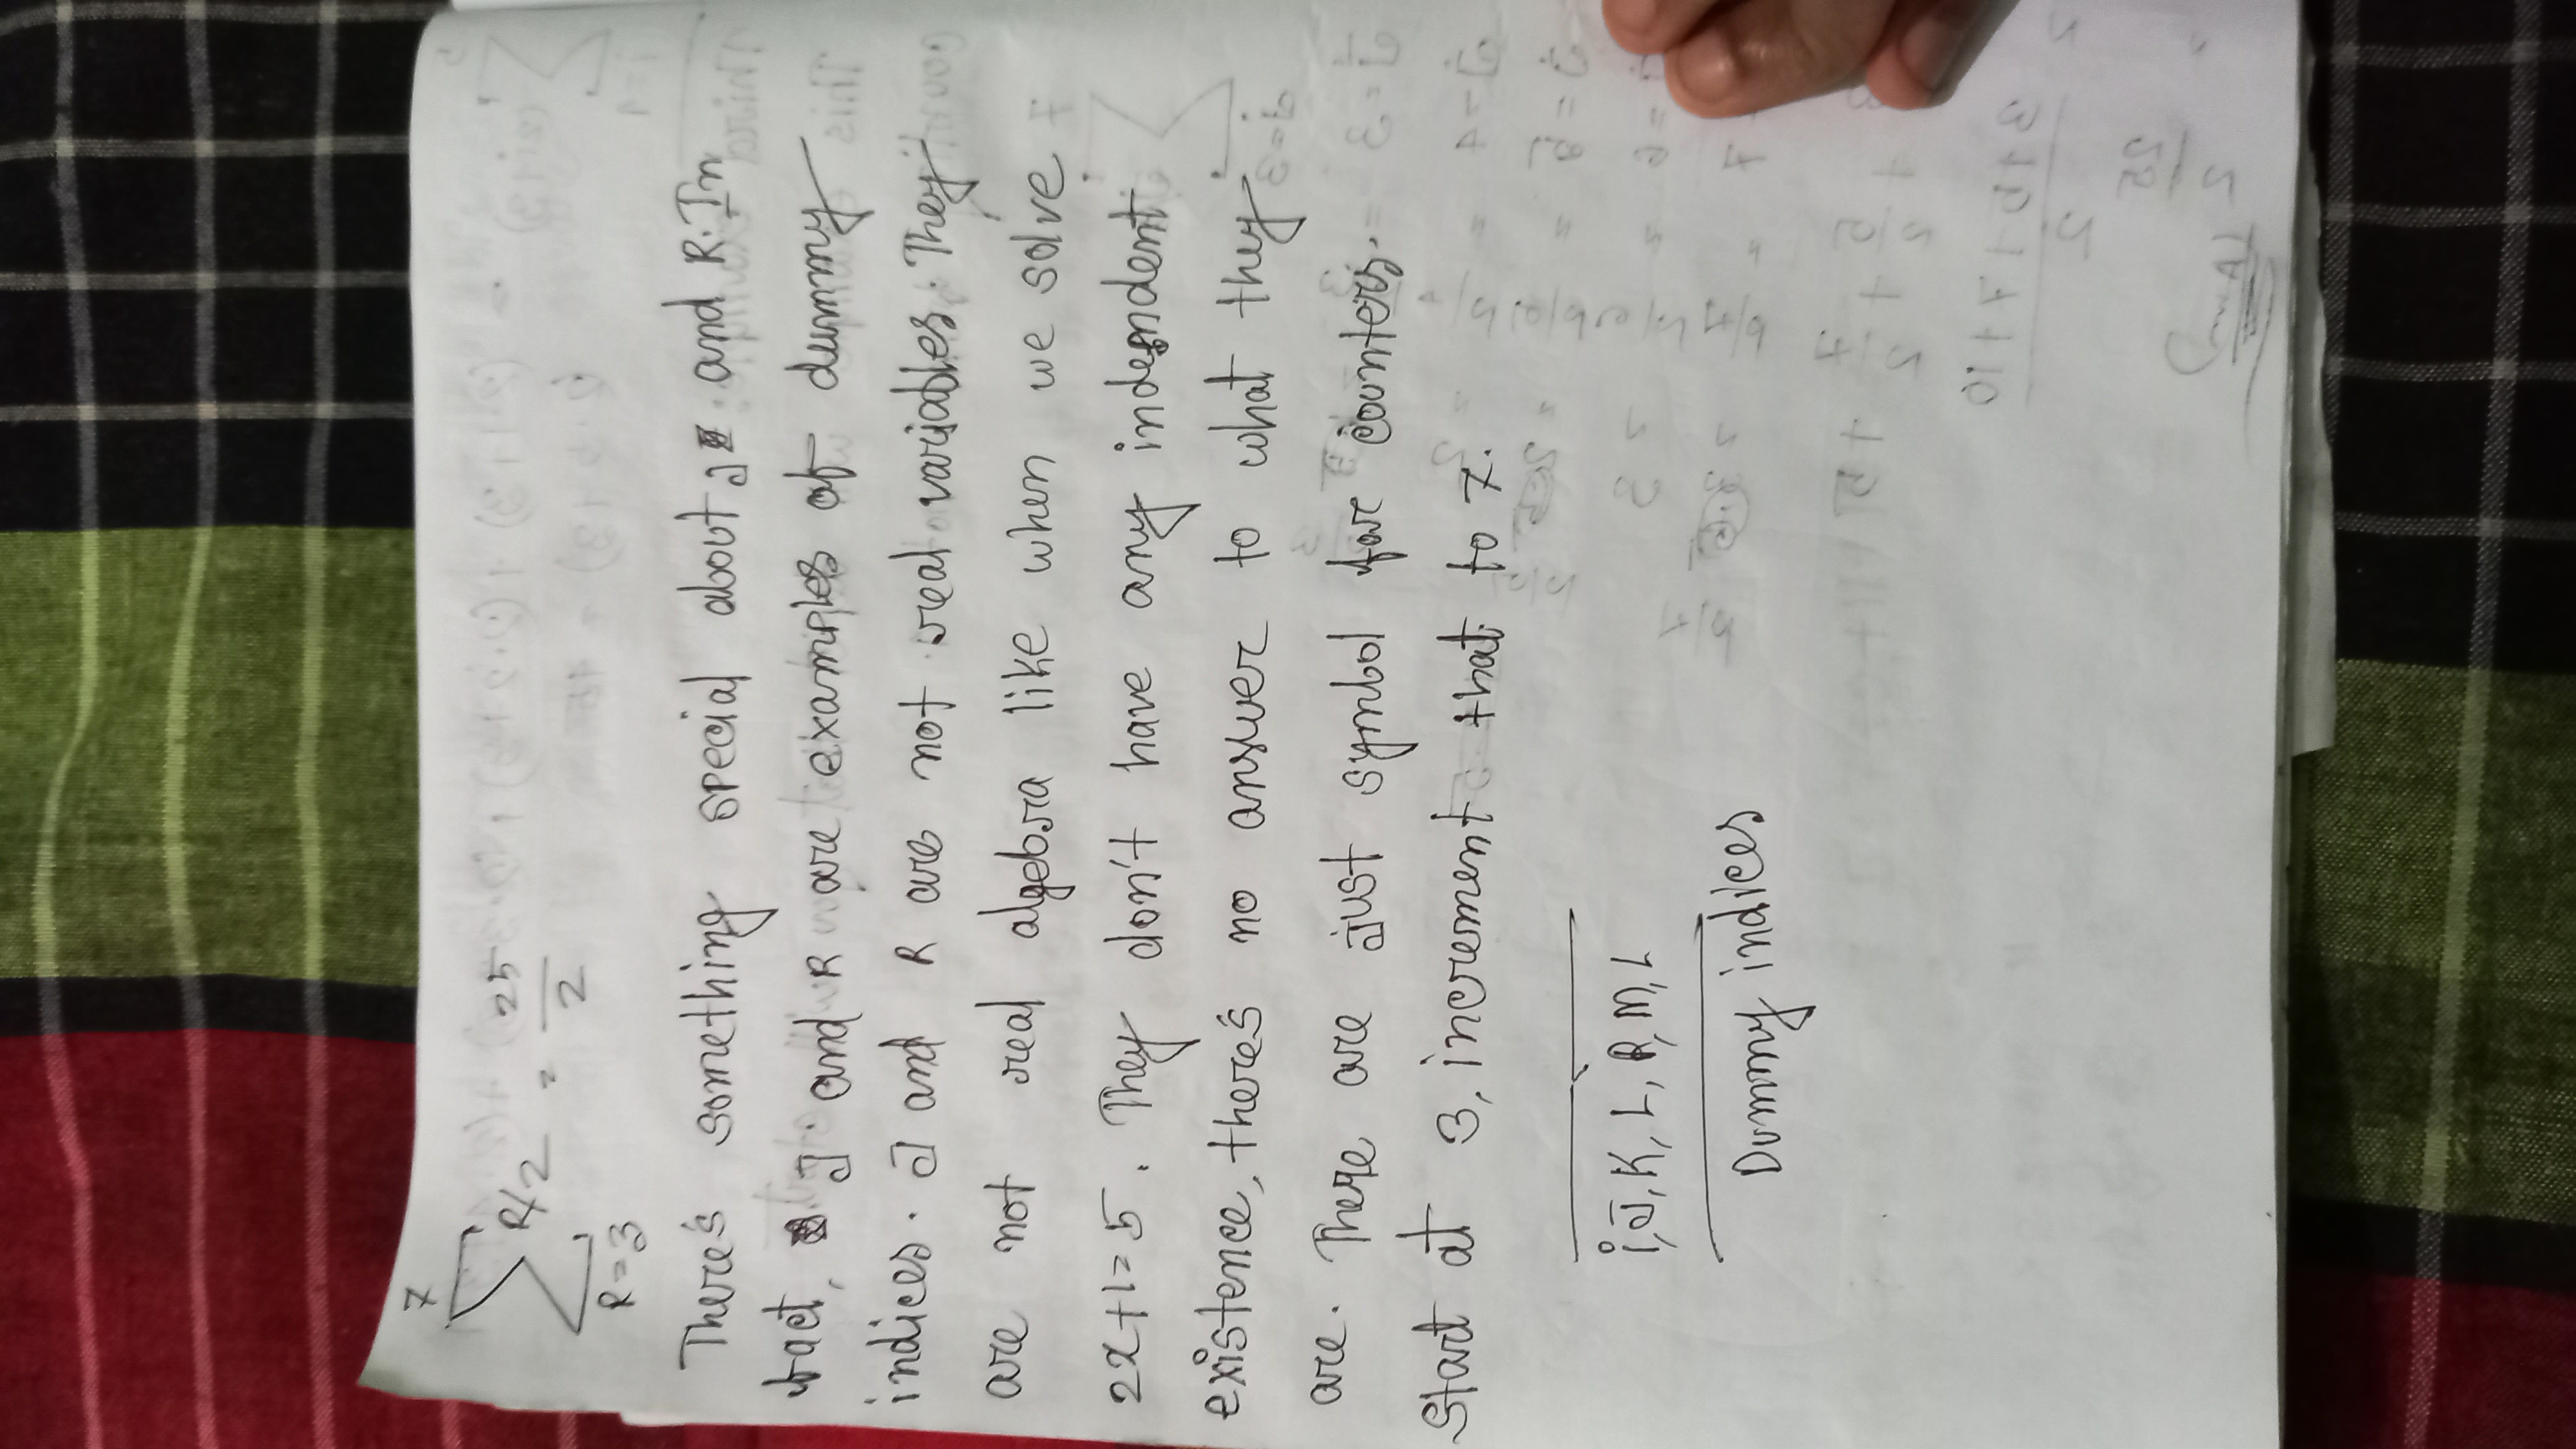 7
∑ R/2 = 25/2
R=3
There's something special about J and R. In
fact, J and R are examples of dummy
indices. J and R are not real variables. They
are not real algebra like when we solve
2x+1=5. They don't have any indepndent
existence, there's no answer to what they
are. There are just symbol for counters.
Start at 3, increment that to 7.
i, J, K, L, R, M, L
Dummy indices